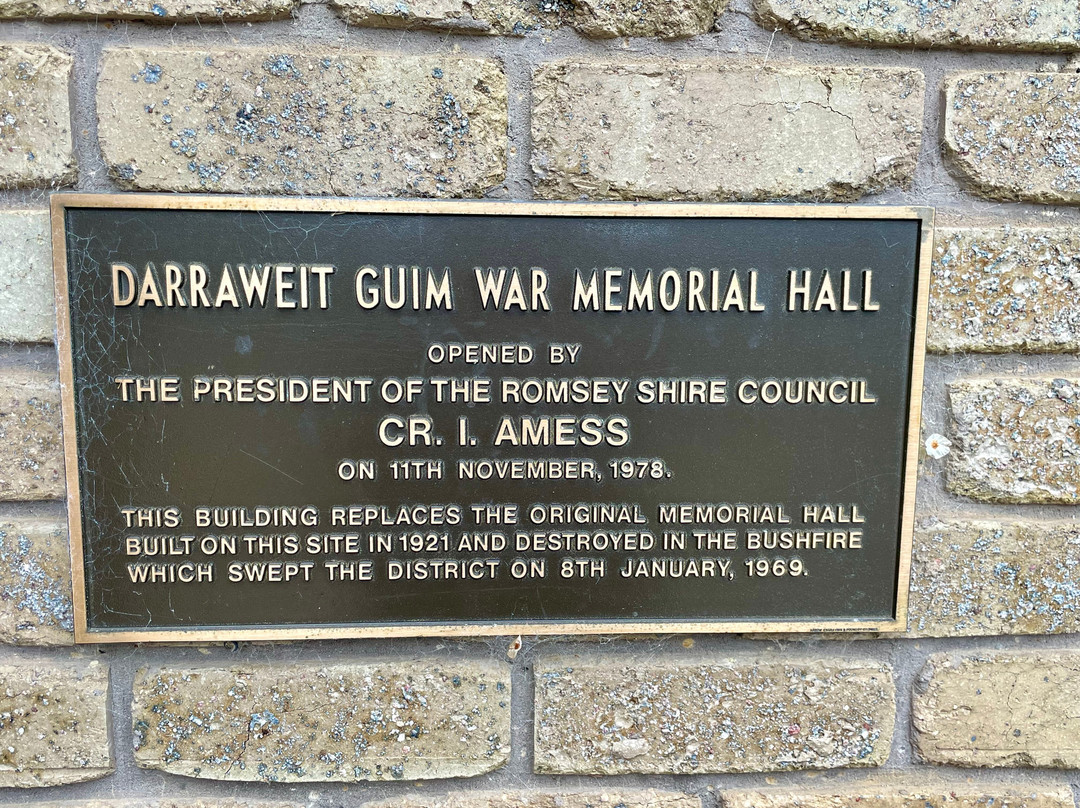 DARRAWEIT GUIM WAR MEMORIAL HALL
OPENED BY
THE PRESIDENT OF THE ROMSEY SHIRE COUNCIL
CR. I. AMESS
ON 11TH NOVEMBER, 1978.
THIS BUILDING REPLACES THE ORIGINAL MEMORIAL HALL
BUILT ON THIS SITE IN 1921 AND DESTROYED IN THE BUSHFIRE
WHICH SWEPT THE DISTRICT ON 8TH JANUARY, 1969.